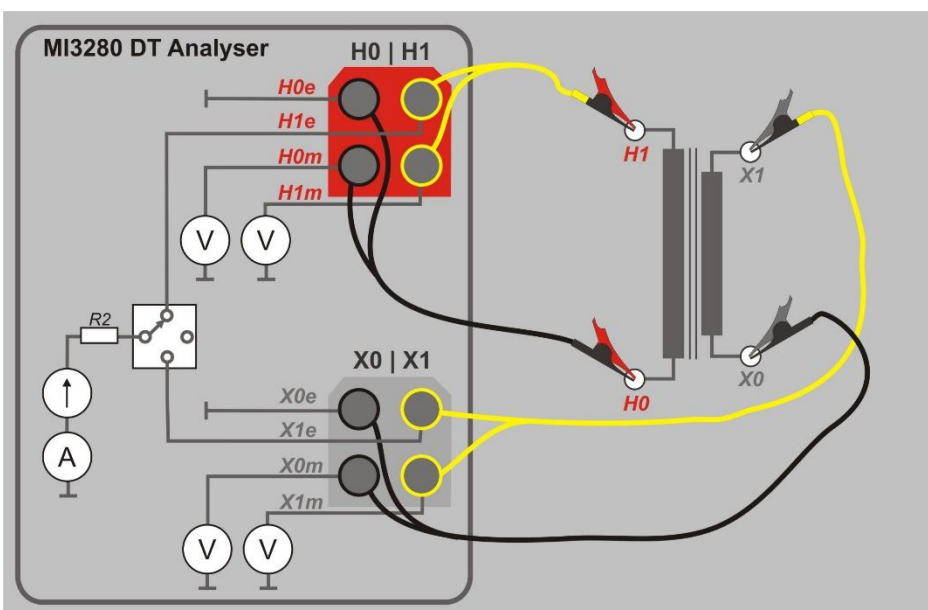 MI3280 DT Analyser
H0 | H1
H0e
H1e
H0m
H1m
V
V
R2
A
X0 | X1
X0e
X1e
X0m
X1m
V
V
H1
X1
H0
X0